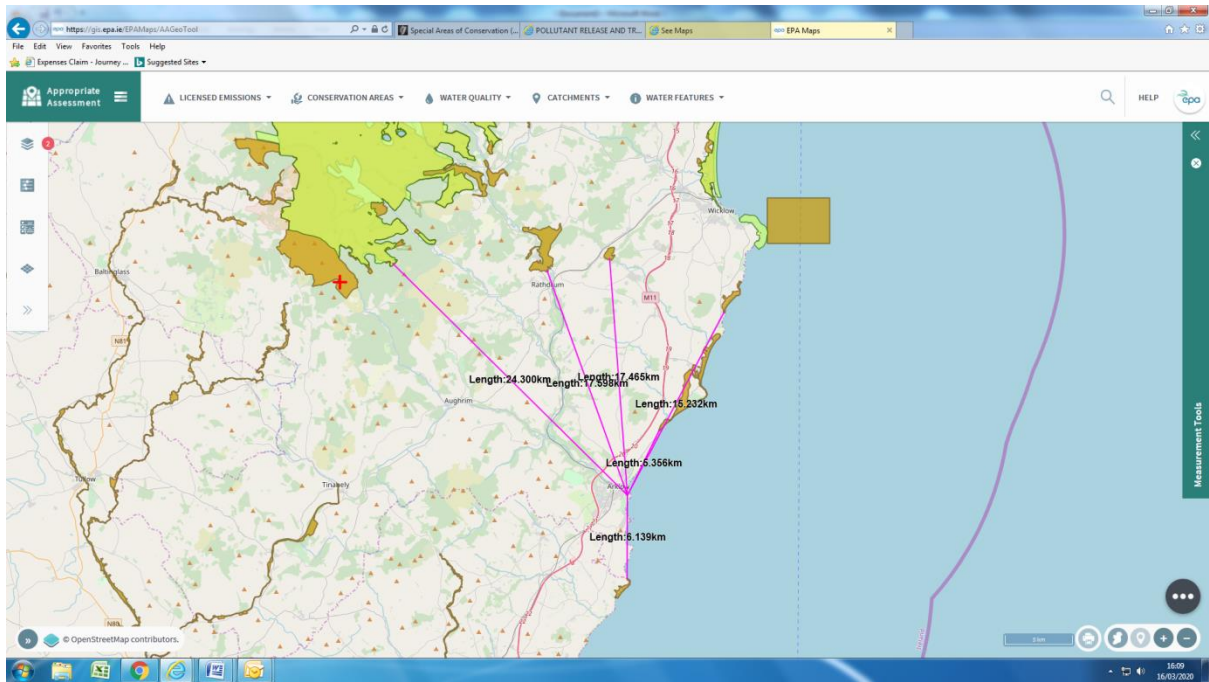 https://gis.epa.ie/EPAMaps/AAGeoTool
Special Areas of Conservation (...
POLLUTANT RELEASE AND TR...
See Maps
EPA Maps
File Edit View Favorites Tools Help
Expenses Claim - Journey ...
Suggested Sites
Appropriate
Assessment
LICENSED EMISSIONS
CONSERVATION AREAS
WATER QUALITY
CATCHMENTS
WATER FEATURES
HELP
epa
2
Wicklow
Baltinglass
Rathdrum
M11
N81
Length:24.300km
Length:17.598km
Length:17.465km
Length:15.232km
Aughrim
Length:5.356km
Tullow
Tinahely
Length:6.139km
Measurement Tools
© OpenStreetMap contributors.
16:09
16/03/2020